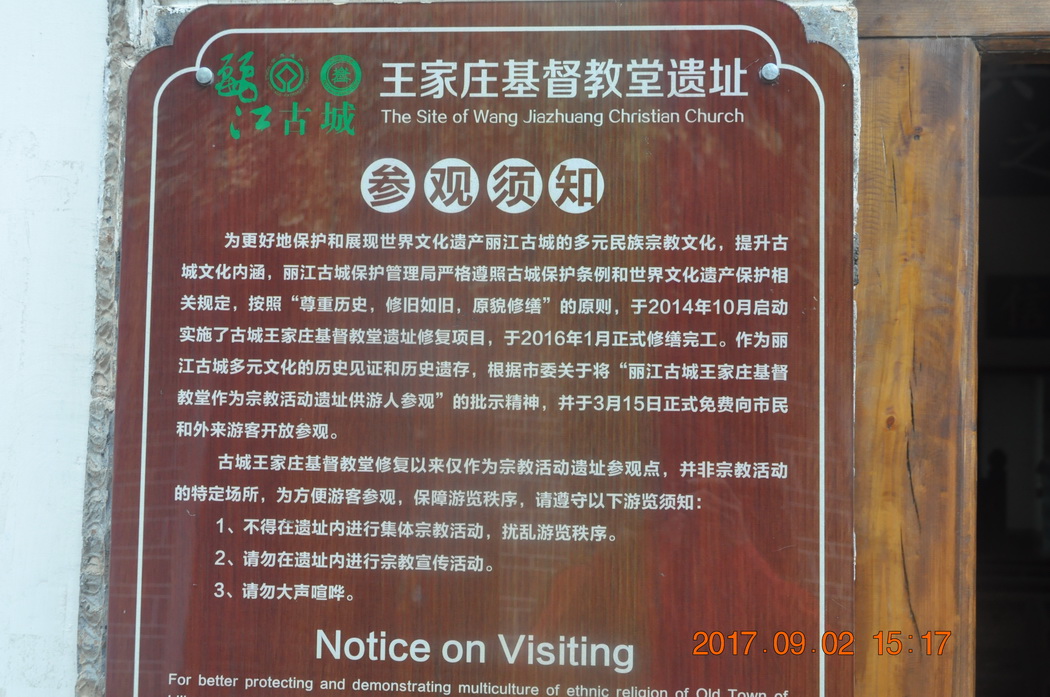 丽江古城
王家庄基督教堂遗址
The Site of Wang Jiazhuang Christian Church
参观须知
为更好地保护和展现世界文化遗产丽江古城的多元民族宗教文化，提升古
城文化内涵，丽江古城保护管理局严格遵照古城保护条例和世界文化遗产保护相
关规定，按照“尊重历史，修旧如旧，原貌修缮”的原则，于2014年10月启动
实施了古城王家庄基督教堂遗址修复项目，于2016年1月正式修缮完工。作为丽
江古城多元文化的历史见证和历史遗存，根据市委关于将“丽江古城王家庄基督
教堂作为宗教活动遗址供游人参观”的批示精神，并于3月15日正式免费向市民
和外来游客开放参观。
古城王家庄基督教堂修复以来仅作为宗教活动遗址参观点，并非宗教活动
的特定场所，为方便游客参观，保障游览秩序，请遵守以下游览须知：
1、不得在遗址内进行集体宗教活动，扰乱游览秩序。
2、请勿在遗址内进行宗教宣传活动。
3、请勿大声喧哗。
Notice on Visiting
For better protecting and demonstrating multiculture of ethnic religion of Old Town of
2017.09.02 15:17